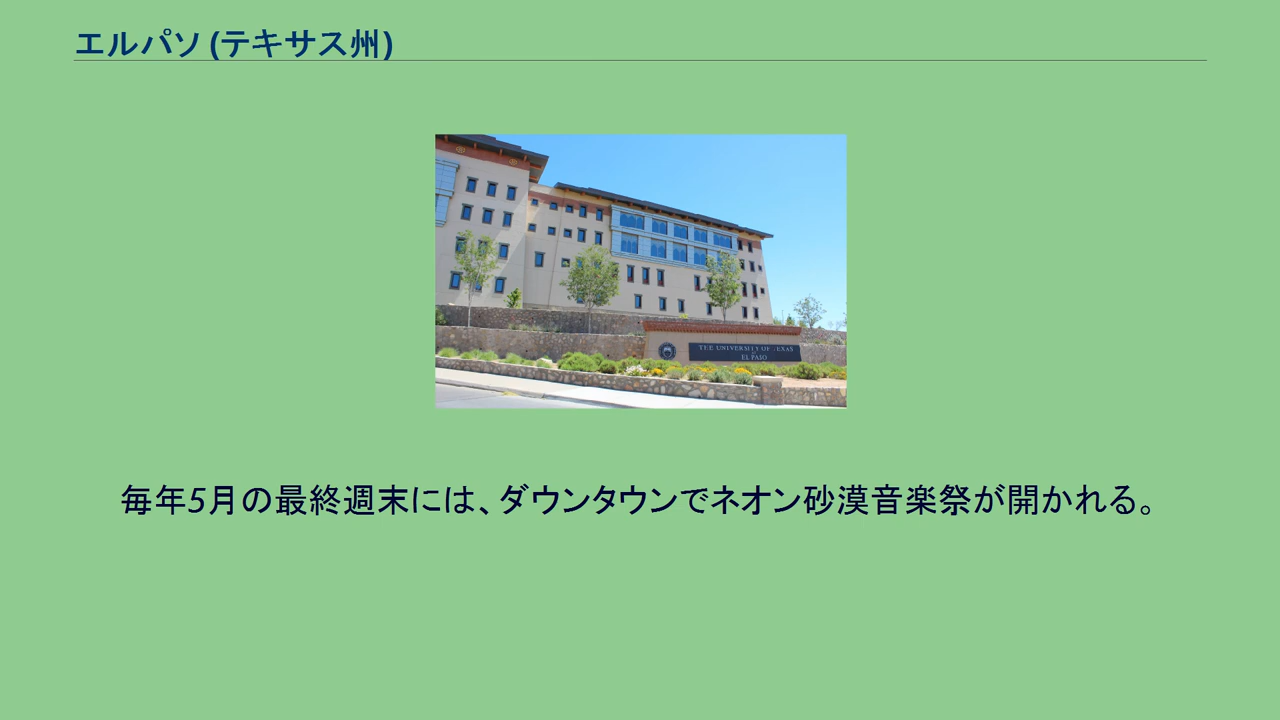 エルパソ (テキサス州)
THE UNIVERSITY OF TEXAS
EL PASO
毎年5月の最終週末には、ダウンタウンでネオン砂漠音楽祭が開かれる。